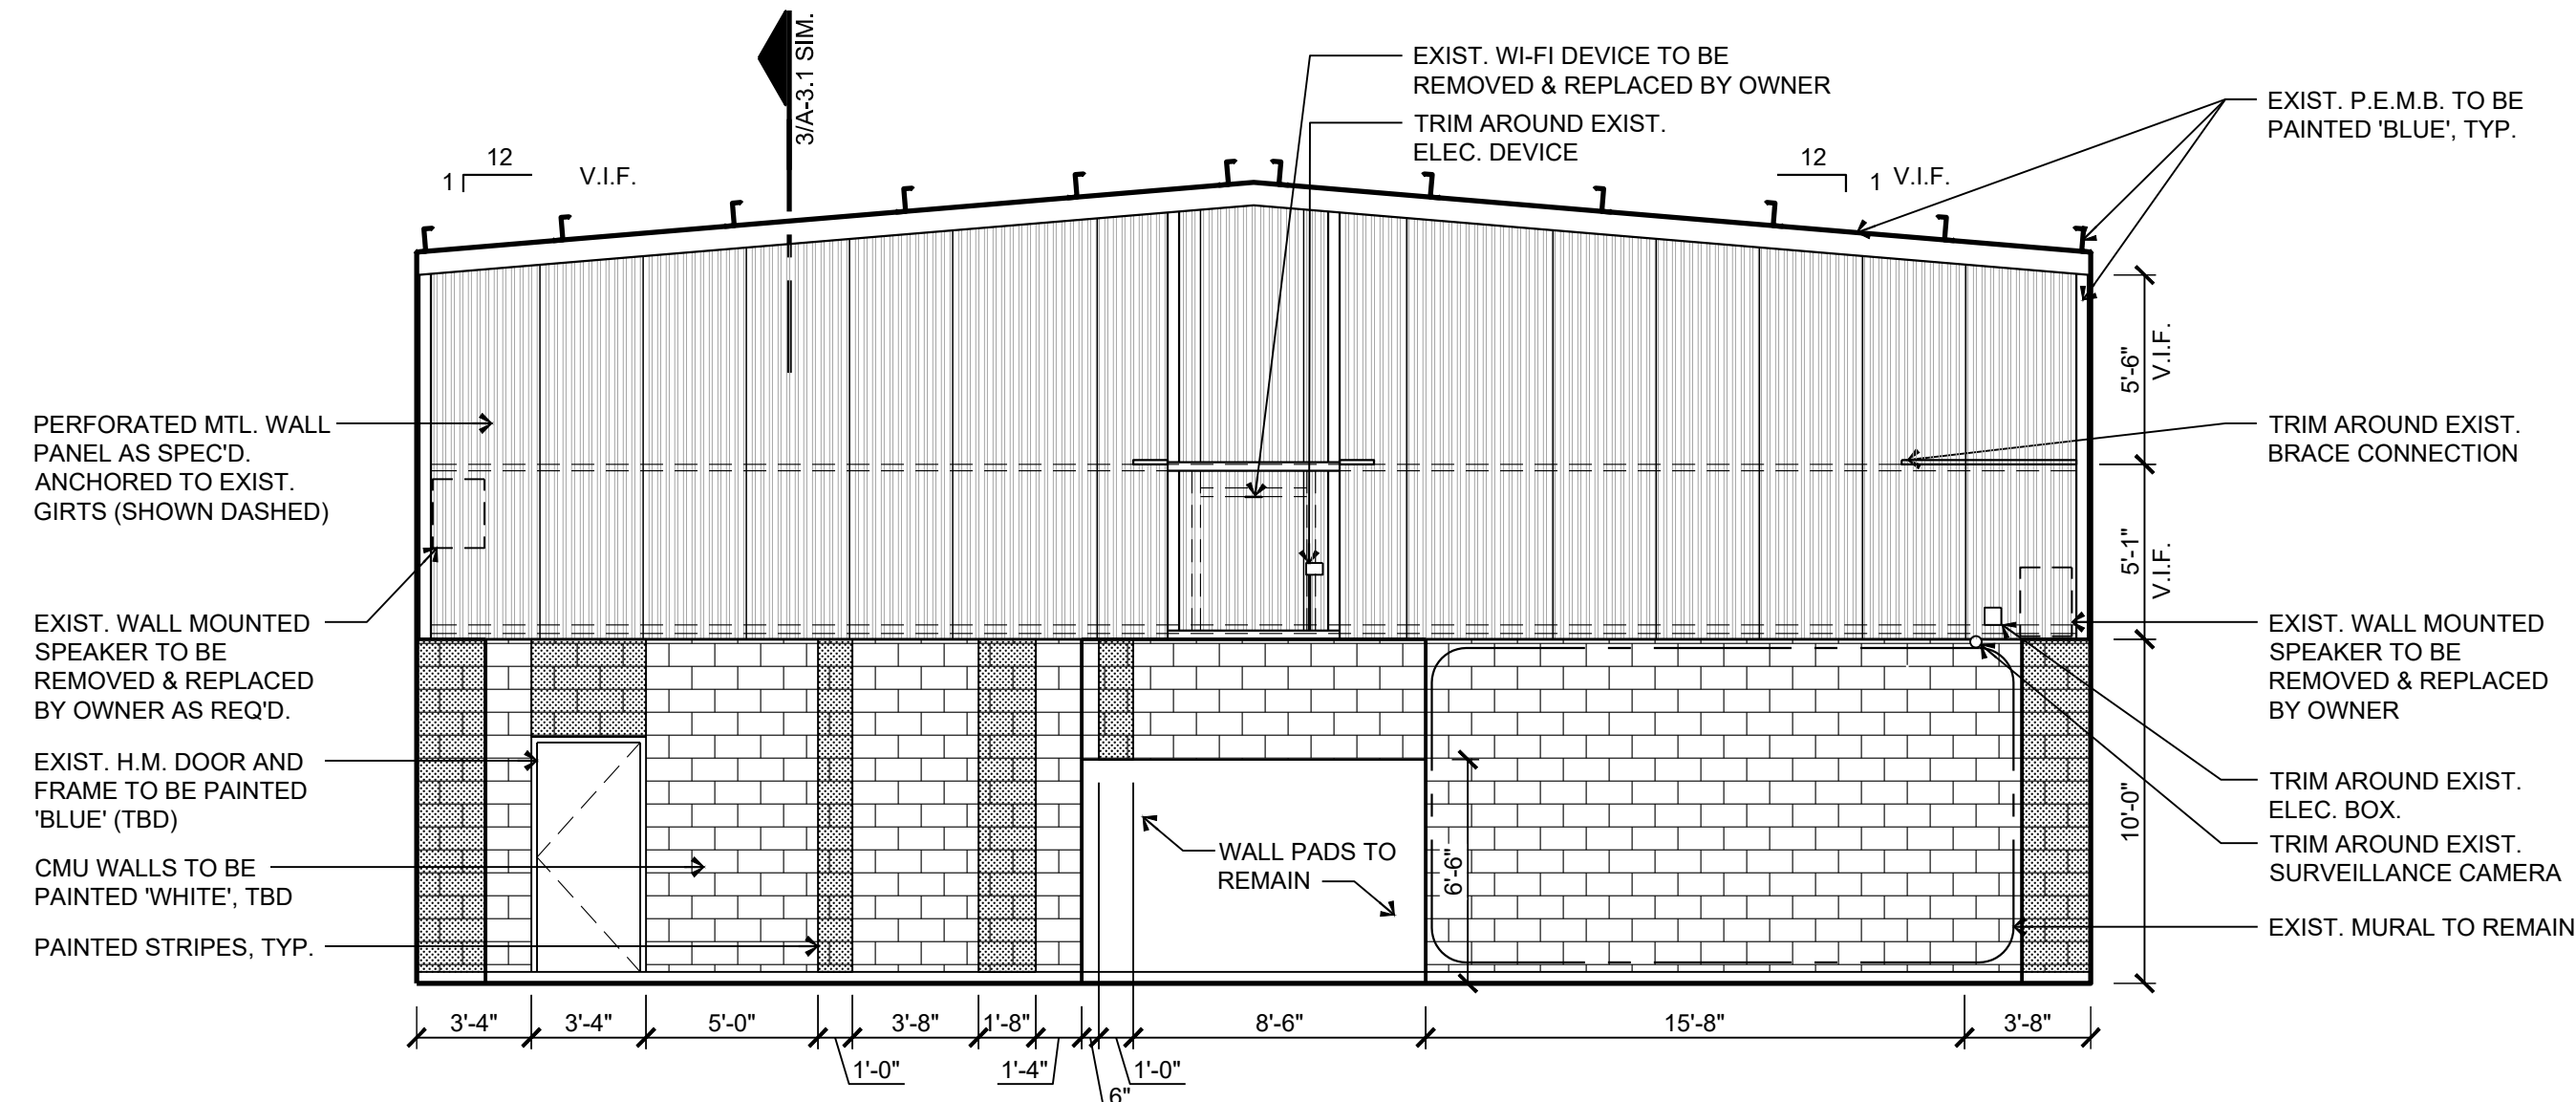 3/A-3.1 SIM.
EXIST. WI-FI DEVICE TO BE
REMOVED & REPLACED BY OWNER
TRIM AROUND EXIST.
ELEC. DEVICE
EXIST. P.E.M.B. TO BE
PAINTED 'BLUE', TYP.
12
1
V.I.F.
12
1
V.I.F.
PERFORATED MTL. WALL
PANEL AS SPEC'D.
ANCHORED TO EXIST.
GIRTS (SHOWN DASHED)
EXIST. WALL MOUNTED
SPEAKER TO BE
REMOVED & REPLACED
BY OWNER AS REQ'D.
EXIST. H.M. DOOR AND
FRAME TO BE PAINTED
'BLUE' (TBD)
CMU WALLS TO BE
PAINTED 'WHITE', TBD
PAINTED STRIPES, TYP.
WALL PADS TO
REMAIN
6'-6"
5'-6"
V.I.F.
5'-1"
V.I.F.
10'-0"
TRIM AROUND EXIST.
BRACE CONNECTION
EXIST. WALL MOUNTED
SPEAKER TO BE
REMOVED & REPLACED
BY OWNER
TRIM AROUND EXIST.
ELEC. BOX.
TRIM AROUND EXIST.
SURVEILLANCE CAMERA
EXIST. MURAL TO REMAIN
3'-4"
3'-4"
5'-0"
3'-8"
1'-8"
8'-6"
15'-8"
3'-8"
1'-0"
1'-4"
1'-0"
6"